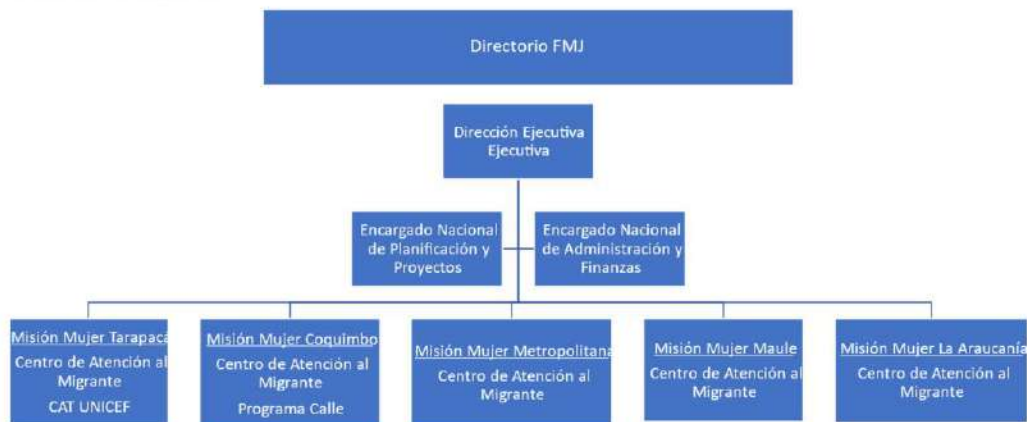 Directorio FMJ
Dirección Ejecutiva
Ejecutiva
Encargado Nacional
de Planificación y
Proyectos
Encargado Nacional
de Administración y
Finanzas
Misión Mujer Tarapacá
Centro de Atención al
Migrante
CAT UNICEF
Misión Mujer Coquimbo
Centro de Atención al
Migrante
Programa Calle
Misión Mujer Metropolitana
Centro de Atención al
Migrante
Misión Mujer Maule
Centro de Atención al
Migrante
Misión Mujer La Araucanía
Centro de Atención al
Migrante